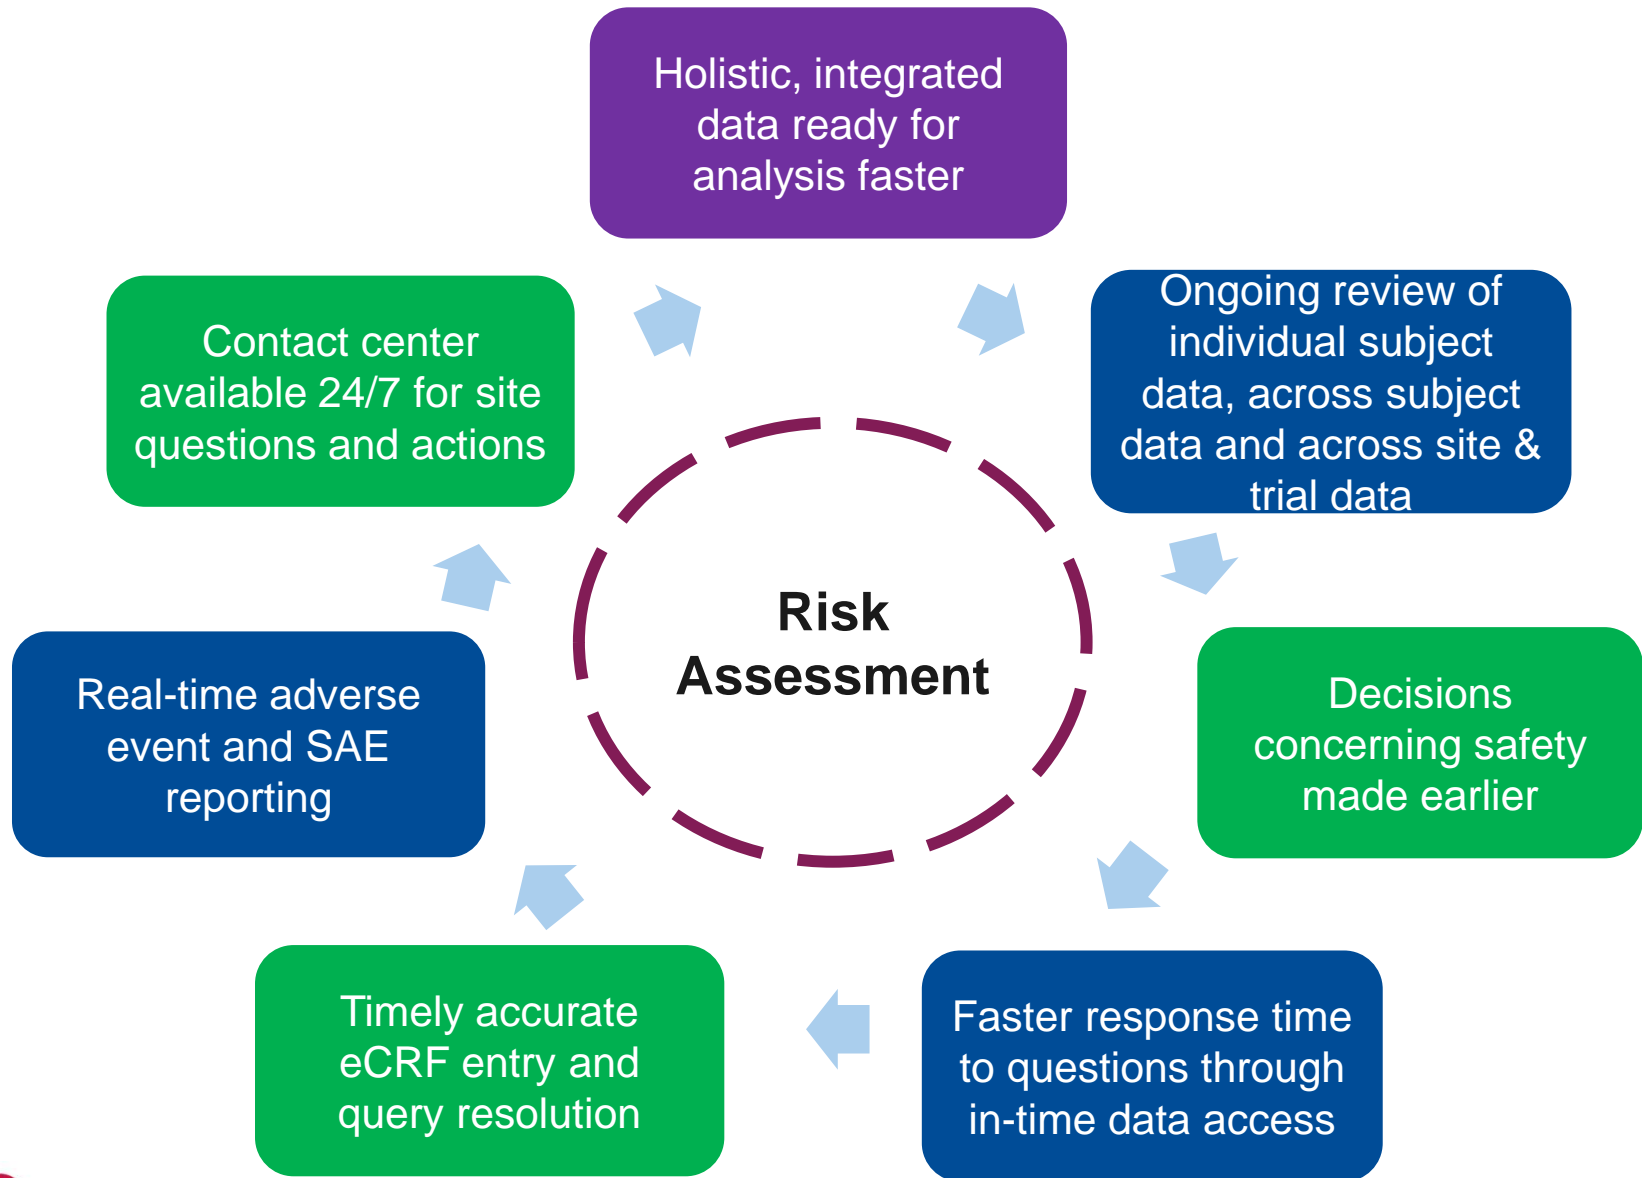 Holistic, integrated
data ready for
analysis faster
Ongoing review of
individual subject
data, across subject
data and across site &
trial data
Contact center
available 24/7 for site
questions and actions
Risk
Assessment
Real-time adverse
event and SAE
reporting
Decisions
concerning safety
made earlier
Timely accurate
eCRF entry and
query resolution
Faster response time
to questions through
in-time data access